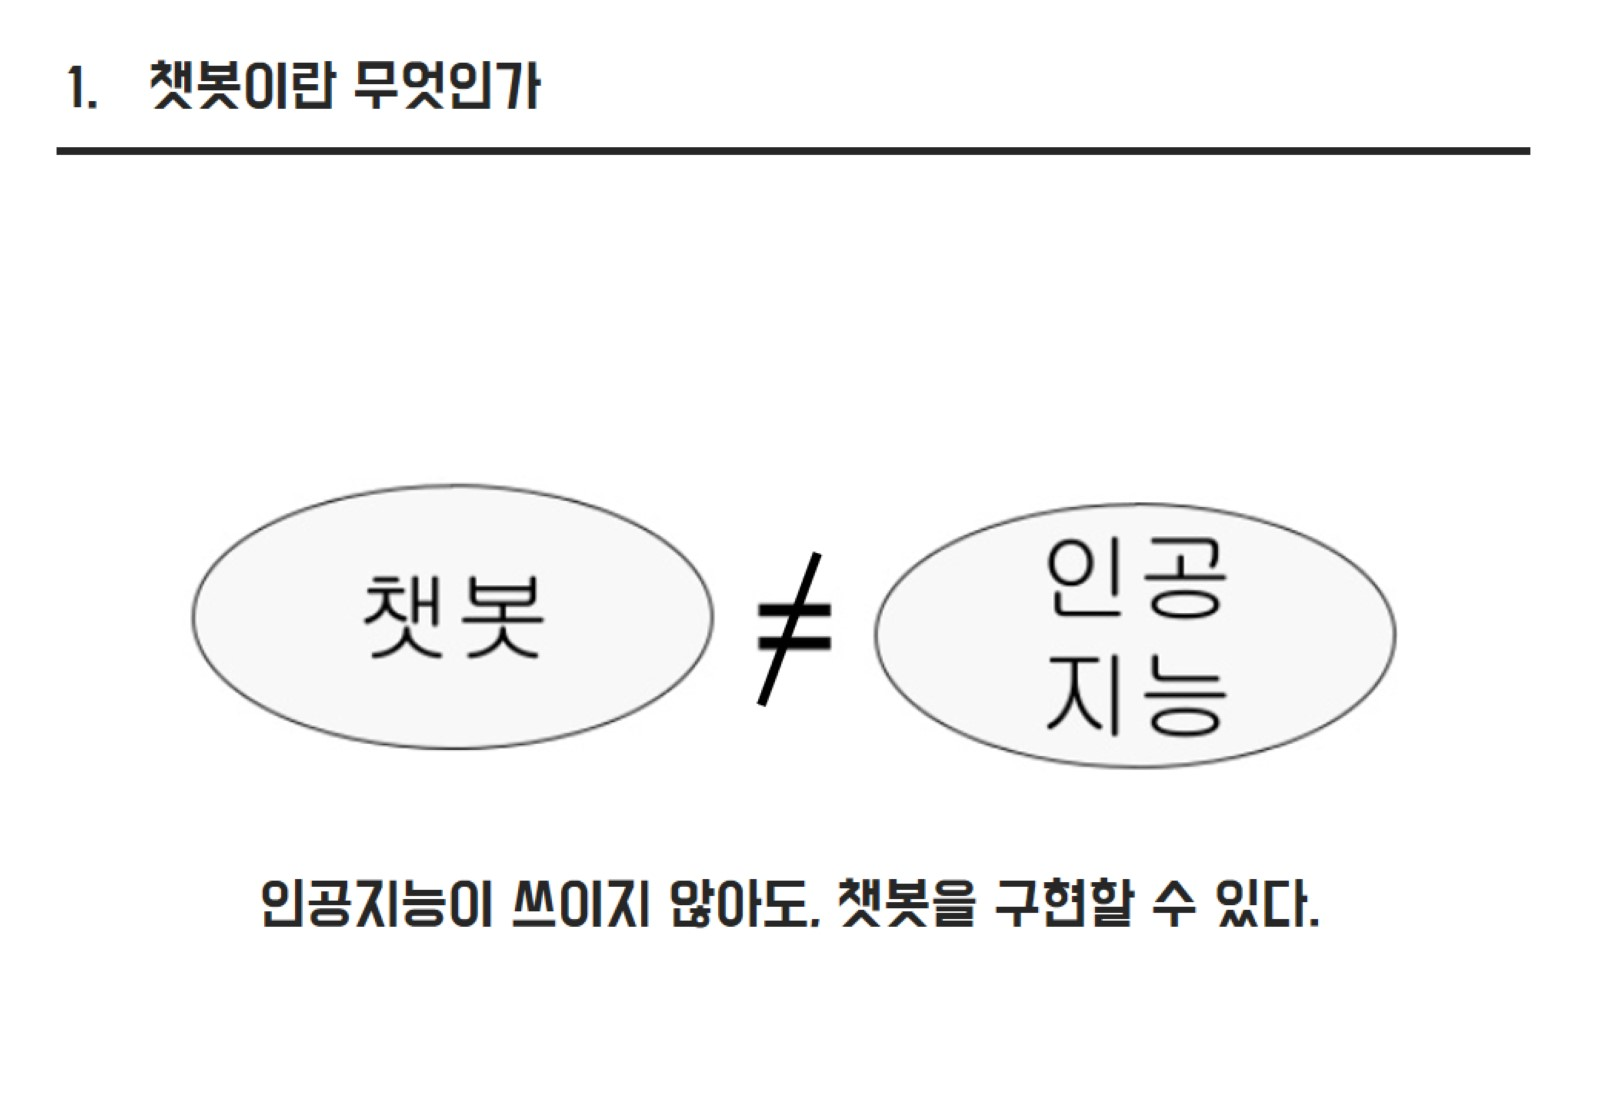 1. 챗봇이란 무엇인가
챗봇
≠
인공
지능
인공지능이 쓰이지 않아도, 챗봇을 구현할 수 있다.